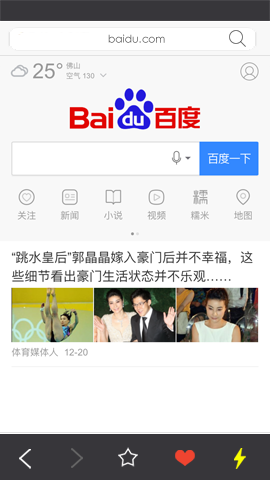 baidu.com
25° 佛山
空气 130
Bai du 百度
百度一下
关注 新闻 小说 视频 糯米 地图
“跳水皇后”郭晶晶嫁入豪门后并不幸福，这
些细节看出豪门生活状态并不乐观……
体育媒体人 12-20